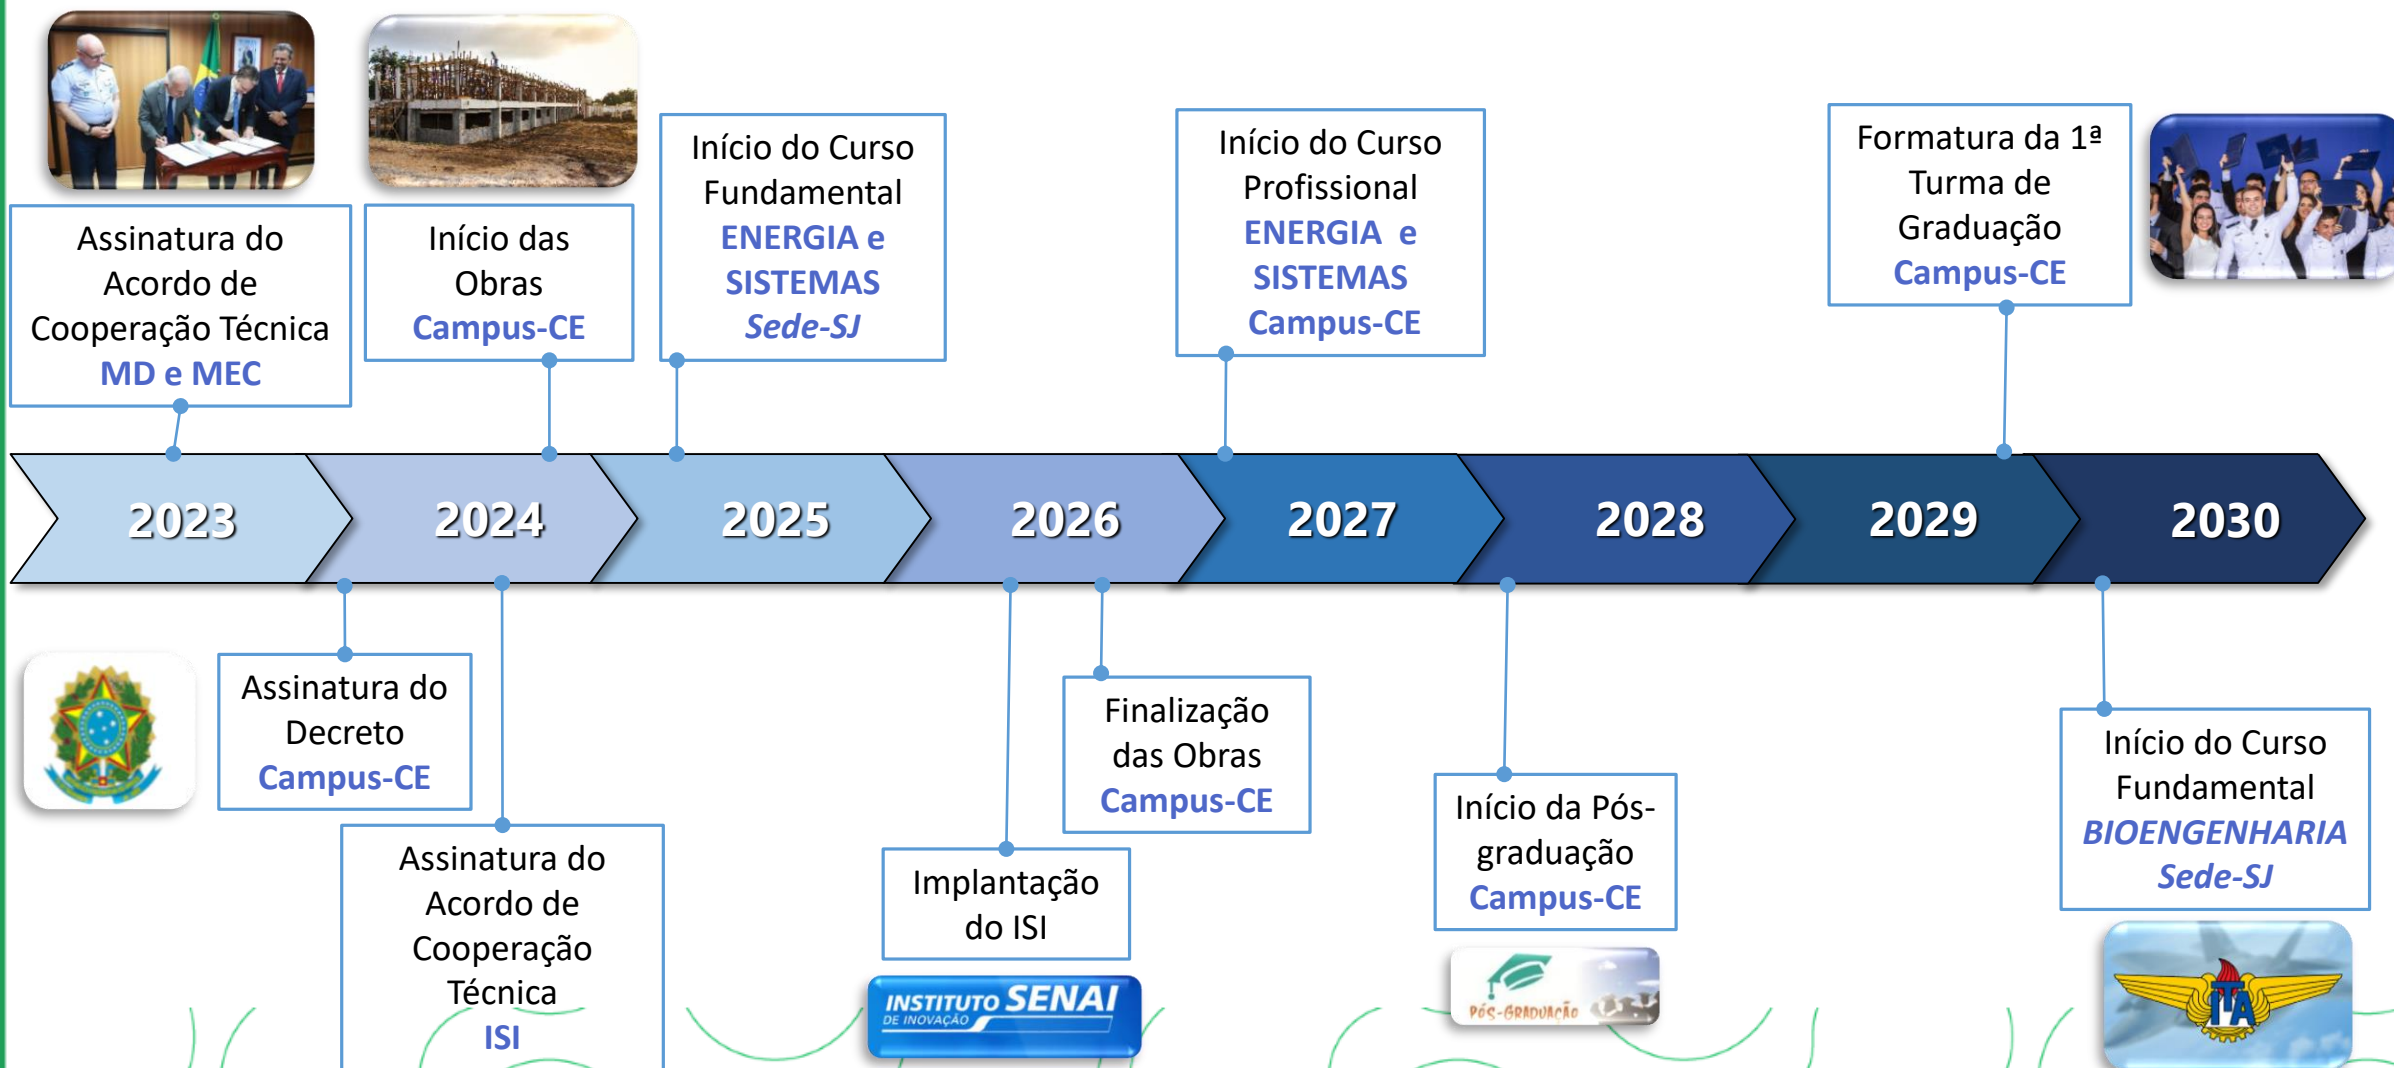 Assinatura do
Acordo de
Cooperação Técnica
MD e MEC
Início das
Obras
Campus-CE
Início do Curso
Fundamental
ENERGIA e
SISTEMAS
Sede-SJ
Início do Curso
Profissional
ENERGIA e
SISTEMAS
Campus-CE
Formatura da 1ª
Turma de
Graduação
Campus-CE
2023
2024
2025
2026
2027
2028
2029
2030
Assinatura do
Decreto
Campus-CE
Assinatura do
Acordo de
Cooperação
Técnica
ISI
Implantação
do ISI
INSTITUTO SENAI
DE INOVAÇÃO
Finalização
das Obras
Campus-CE
Início da Pós-
graduação
Campus-CE
PÓS-GRADUAÇÃO
Início do Curso
Fundamental
BIOENGENHARIA
Sede-SJ
ITA